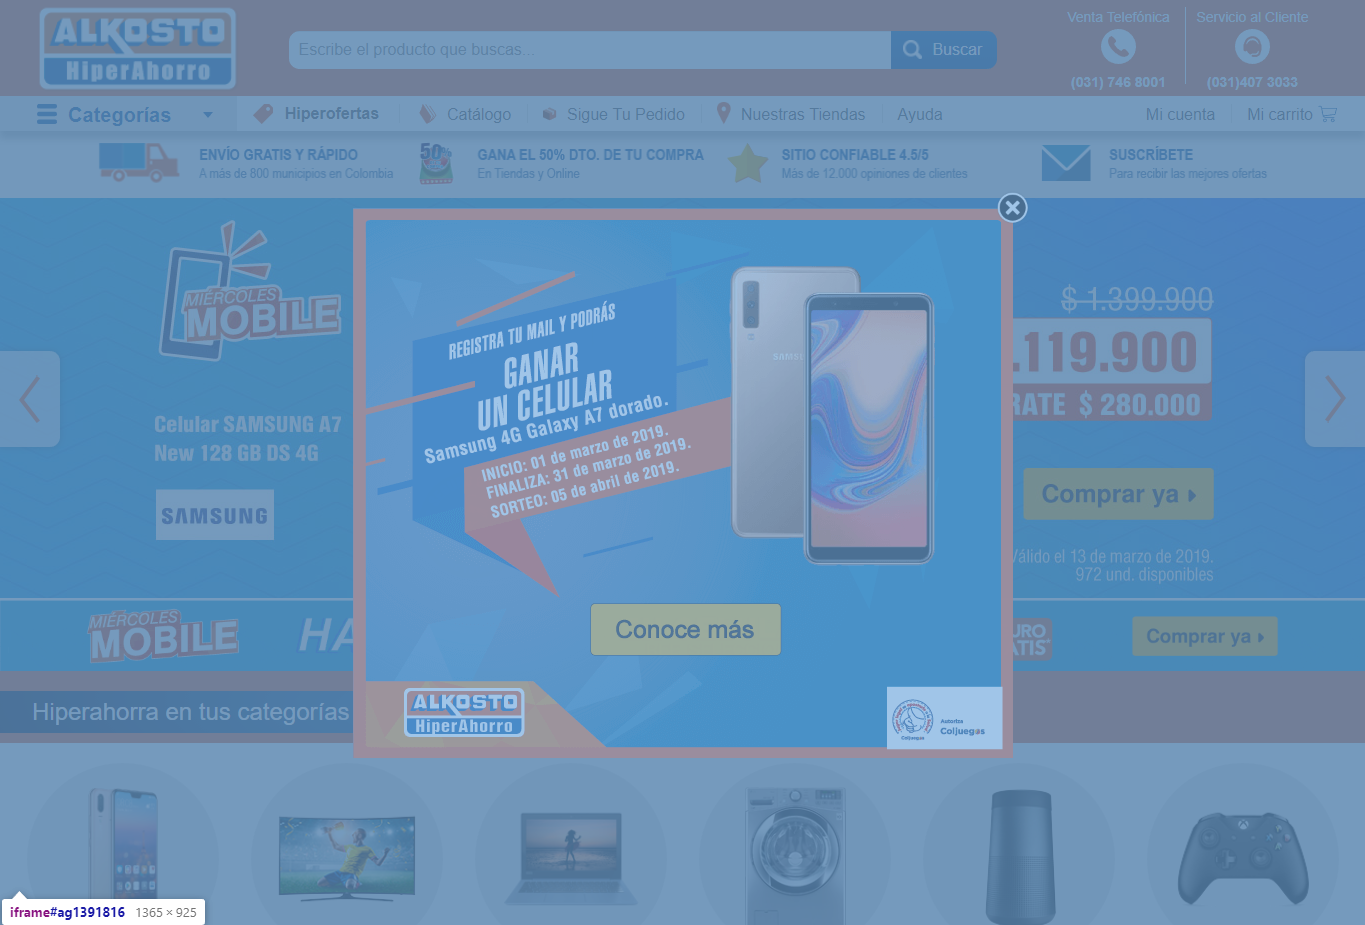 ALKOSTO
HiperAhorro
Escribe el producto que buscas...
Buscar
Venta Telefónica
(031) 746 8001
Servicio al Cliente
(031)407 3033
Categorías
Hiperofertas
Catálogo
Sigue Tu Pedido
Nuestras Tiendas
Ayuda
Mi cuenta
Mi carrito
ENVÍO GRATIS Y RÁPIDO
A más de 800 municipios en Colombia
50%
GANA EL 50% DTO. DE TU COMPRA
En Tiendas y Online
SITIO CONFIABLE 4.5/5
Más de 12.000 opiniones de clientes
SUSCRÍBETE
Para recibir las mejores ofertas
MIÉRCOLES
MOBILE
Celular SAMSUNG A7
New 128 GB DS 4G
SAMSUNG
REGISTRA TU MAIL Y PODRÁS
GANAR
UN CELULAR
Samsung 4G Galaxy A7 dorado.
INICIO: 01 de marzo de 2019.
FINALIZA: 31 de marzo de 2019.
SORTEO: 05 de abril de 2019.
SAMS
Conoce más
ALKOSTO
HiperAhorro
Autoriza
Coljuegos
$ 1.399.900
.119.900
RATE $ 280.000
Comprar ya
Válido el 13 de marzo de 2019.
972 und. disponibles
MIÉRCOLES
MOBILE
HA
URO
ATIS
Comprar ya
Hiperahorra en tus categorías
iframe#ag1391816 1365 × 925